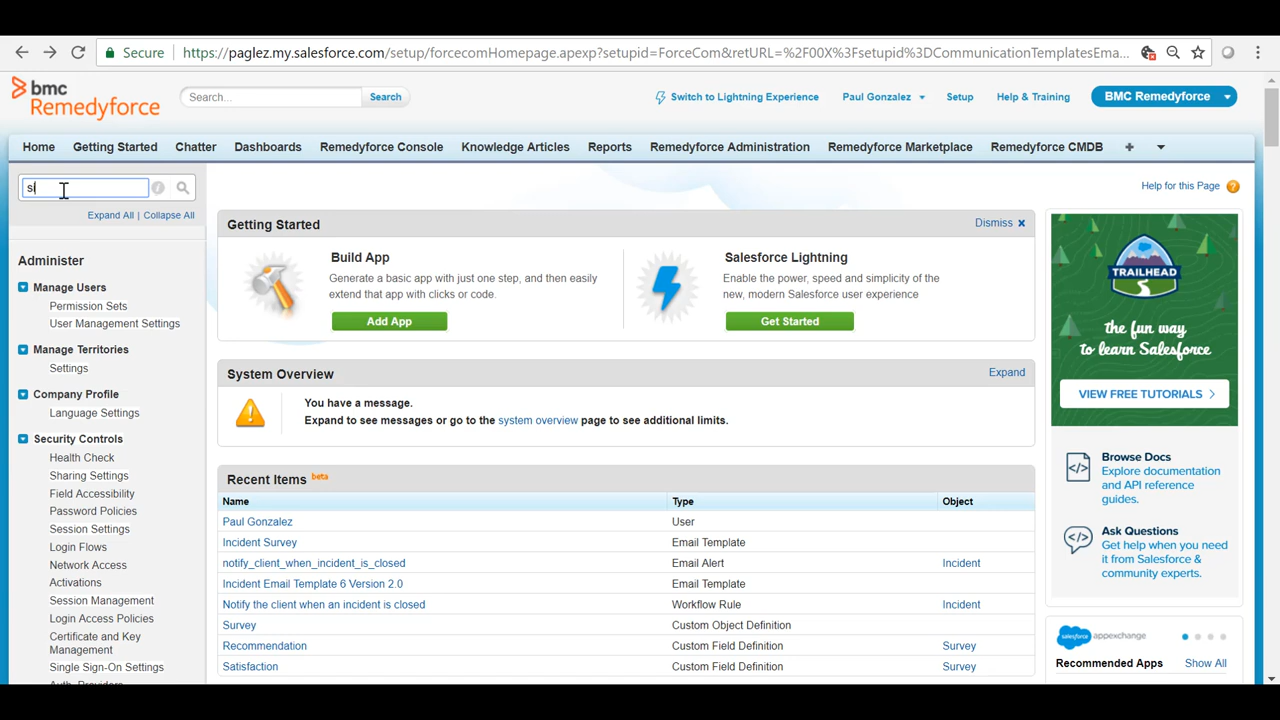 Secure
https://paglez.my.salesforce.com/setup/forcecomHomepage.apexp?setupid=ForceCom&retURL=%2F00X%3Fsetupid%3DCommunicationTemplatesEma...
bmc
Remedyforce
Search...
Search
Switch to Lightning Experience
Paul Gonzalez
Setup
Help & Training
BMC Remedyforce
Home
Getting Started
Chatter
Dashboards
Remedyforce Console
Knowledge Articles
Reports
Remedyforce Administration
Remedyforce Marketplace
Remedyforce CMDB
+
Expand All | Collapse All
Administer
Manage Users
Permission Sets
User Management Settings
Manage Territories
Settings
Company Profile
Language Settings
Security Controls
Health Check
Sharing Settings
Field Accessibility
Password Policies
Session Settings
Login Flows
Network Access
Activations
Session Management
Login Access Policies
Certificate and Key
Management
Single Sign-On Settings
Help for this Page ?
Getting Started
Dismiss x
Build App
Generate a basic app with just one step, and then easily
extend that app with clicks or code.
Add App
Salesforce Lightning
Enable the power, speed and simplicity of the
new, modern Salesforce user experience
Get Started
System Overview
Expand
You have a message.
Expand to see messages or go to the system overview page to see additional limits.
Recent Items beta
Name Type Object
Paul Gonzalez User
Incident Survey Email Template
notify_client_when_incident_is_closed Email Alert Incident
Incident Email Template 6 Version 2.0 Email Template
Notify the client when an incident is closed Workflow Rule Incident
Survey Custom Object Definition
Recommendation Custom Field Definition Survey
Satisfaction Custom Field Definition Survey
TRAILHEAD
the fun way
to learn Salesforce
VIEW FREE TUTORIALS
Browse Docs
Explore documentation
and API reference
guides.
Ask Questions
Get help when you need
it from Salesforce &
community experts.
salesforce appexchange
Recommended Apps
Show All